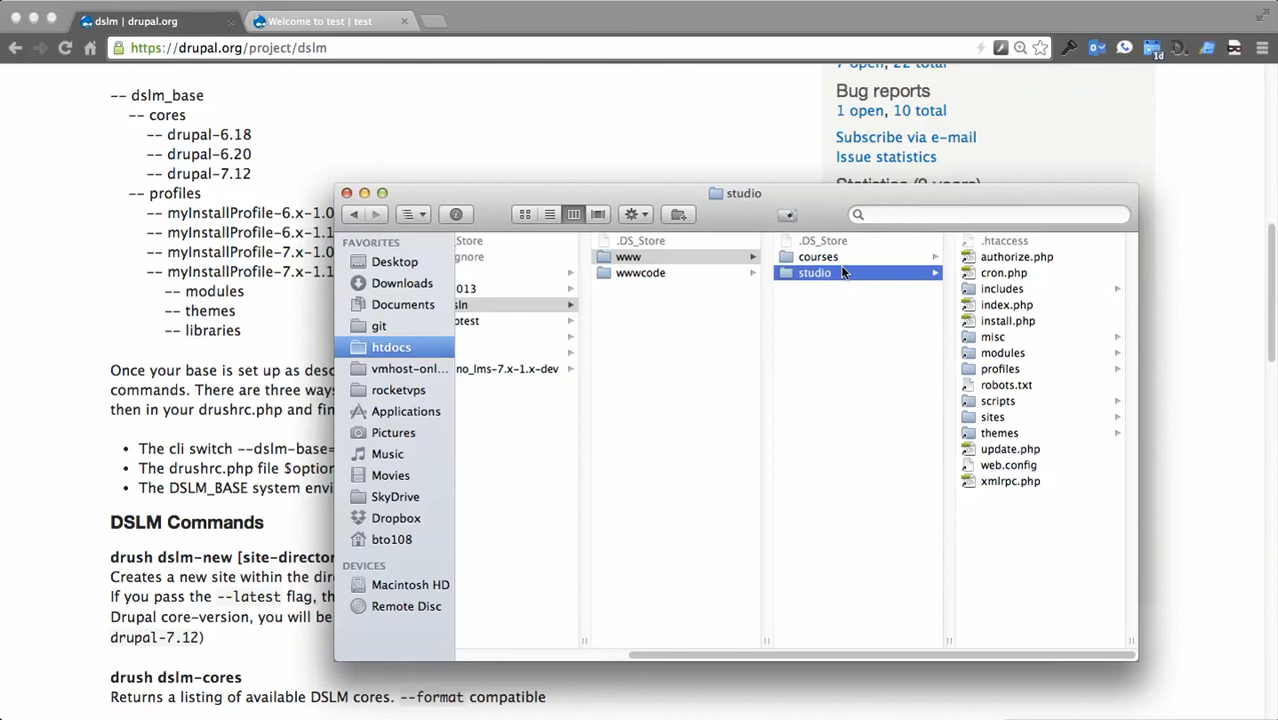 dslm | drupal.org
Welcome to test | test
https://drupal.org/project/dslm
1d
7 open, 22 total
-- dslm_base
-- cores
-- drupal-6.18
-- drupal-6.20
-- drupal-7.12
-- profiles
-- myInstallProfile-6.x-1.0
-- myInstallProfile-6.x-1.1
-- myInstallProfile-7.x-1.0
-- myInstallProfile-7.x-1.1
-- modules
-- themes
-- libraries
Bug reports
1 open, 10 total
Subscribe via e-mail
Issue statistics
Once your base is set up as desc
commands. There are three ways
then in your drushrc.php and fin
• The cli switch --dslm-base=
• The drushrc.php file $option
• The DSLM_BASE system envi
DSLM Commands
drush dslm-new [site-director
Creates a new site within the dir
If you pass the --latest flag, th
Drupal core-version, you will be
drupal-7.12)
drush dslm-cores
Returns a listing of available DSLM cores. --format compatible
studio
FAVORITES
Desktop
Downloads
Documents
git
htdocs
vmhost-onl...
rocketvps
Applications
Pictures
Music
Movies
SkyDrive
Dropbox
bto108
DEVICES
Macintosh HD
Remote Disc
_Store
gnore
013
sln
otest
no_lms-7.x-1.x-dev
.DS_Store
www
wwwcode
.DS_Store
courses
studio
.htaccess
authorize.php
cron.php
includes
index.php
install.php
misc
modules
profiles
robots.txt
scripts
sites
themes
update.php
web.config
xmlrpc.php